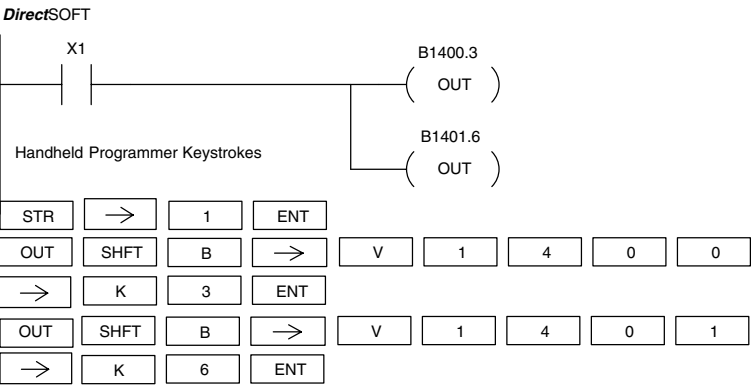 DirectSOFT
X1
B1400.3
OUT
B1401.6
OUT
Handheld Programmer Keystrokes
STR → 1 ENT
OUT SHFT B → V 1 4 0 0
→ K 3 ENT
OUT SHFT B → V 1 4 0 1
→ K 6 ENT